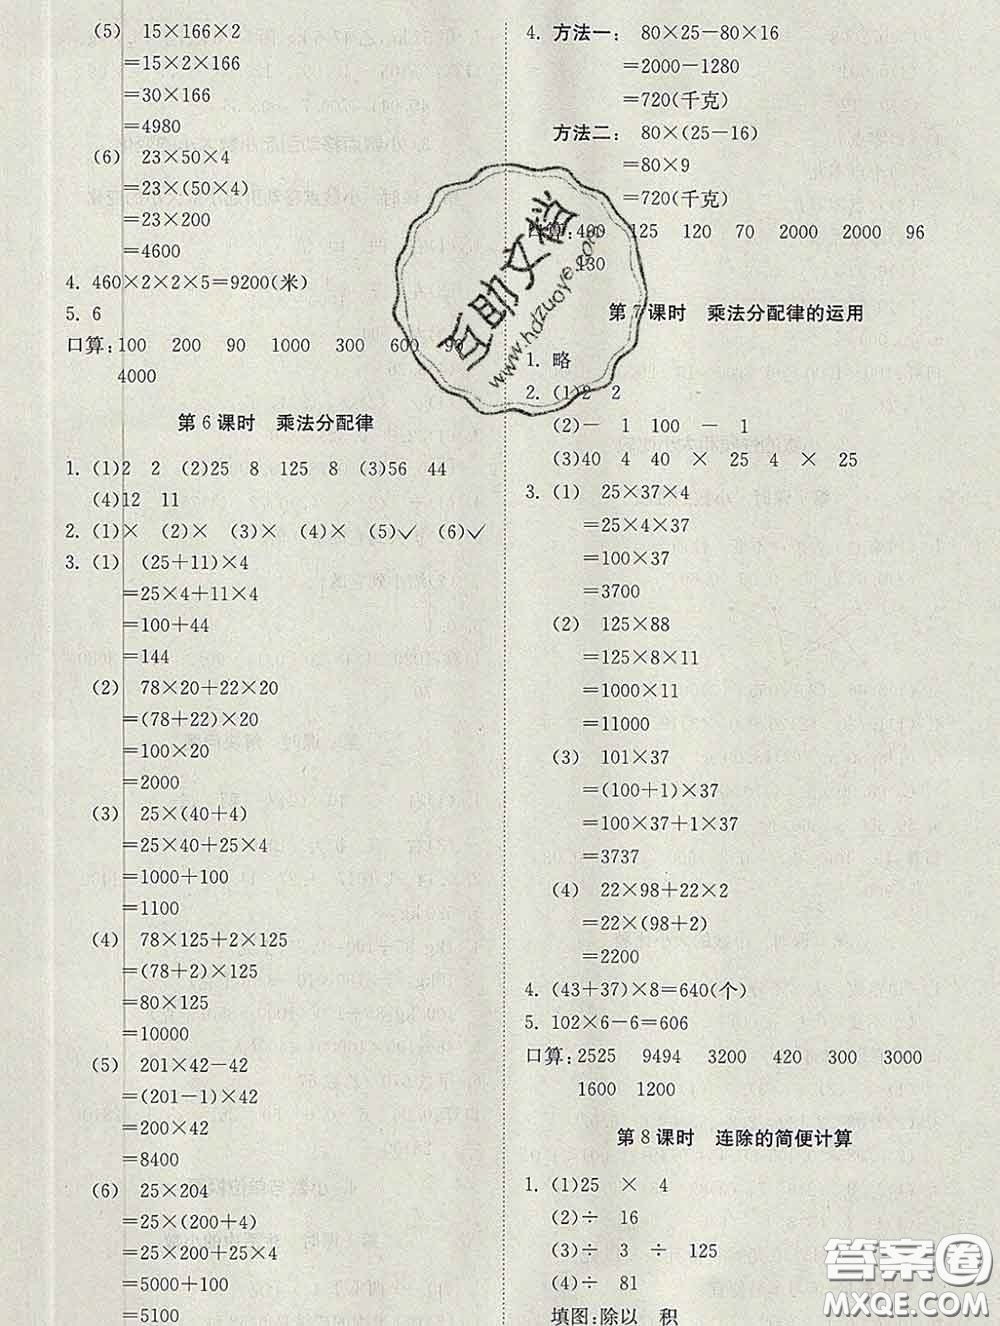 (5) 15×166×2
=15×2×166
=30×166
=4980
(6) 23×50×4
=23×(50×4)
=23×200
=4600
4. 460×2×2×5=9200(米)
5. 6
口算:100 200 90 1000 300 600 90
4000
第 6 课时 乘法分配律
1. (1)2 2 (2)25 8 125 8 (3)56 44
(4)12 11
2. (1)× (2)× (3)× (4)× (5)✓ (6)✓
3. (1) (25+11)×4
=25×4+11×4
=100+44
=144
(2) 78×20+22×20
=(78+22)×20
=100×20
=2000
(3) 25×(40+4)
=25×40+25×4
=1000+100
=1100
(4) 78×125+2×125
=(78+2)×125
=80×125
=10000
(5) 201×42-42
=(201-1)×42
=200×42
=8400
(6) 25×204
=25×(200+4)
=25×200+25×4
=5000+100
=5100
4. 方法一: 80×25-80×16
=2000-1280
=720(千克)
方法二: 80×(25-16)
=80×9
=720(千克)
口算:400 125 120 70 2000 2000 96
130
第 7 课时 乘法分配律的运用
1. 略
2. (1)2 2
(2)- 1 100 - 1
(3)40 4 40 × 25 4 × 25
3. (1) 25×37×4
=25×4×37
=100×37
=3700
(2) 125×88
=125×8×11
=1000×11
=11000
(3) 101×37
=(100+1)×37
=100×37+1×37
=3737
(4) 22×98+22×2
=22×(98+2)
=2200
4. (43+37)×8=640(个)
5. 102×6-6=606
口算: 2525 9494 3200 420 300 3000
1600 1200
第 8 课时 连除的简便计算
1. (1)25 × 4
(2)÷ 16
(3)÷ 3 ÷ 125
(4)÷ 81
填图:除以 积
互助文档
www.hdzuoye.com
答案圈
MXQE.COM